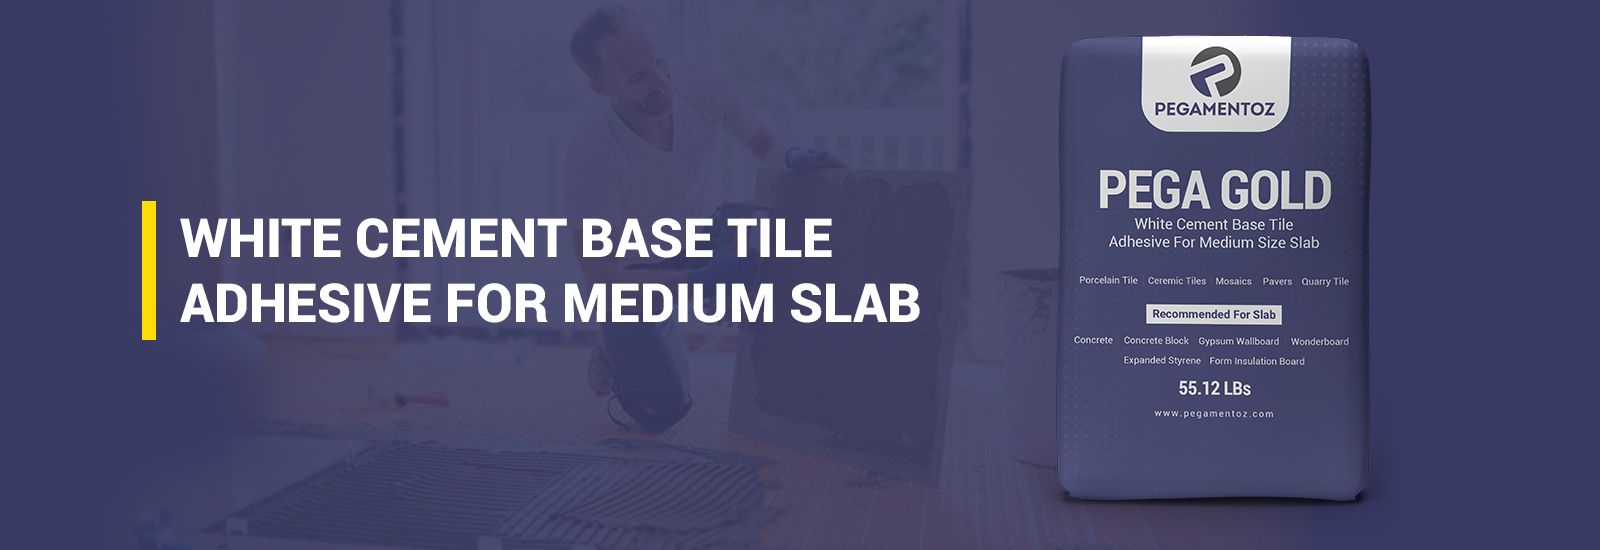 WHITE CEMENT BASE TILE
ADHESIVE FOR MEDIUM SLAB
PEGAMENTOZ
PEGA GOLD
White Cement Base Tile
Adhesive For Medium Size Slab
Porcelain Tile Ceremic Tiles Mosaics Pavers Quarry Tile
Recommended For Slab
Concrete Concrete Block Gypsum Wallboard Wonderboard
Expanded Styrene Form Insulation Board
55.12 LBs
www.pegamentoz.com